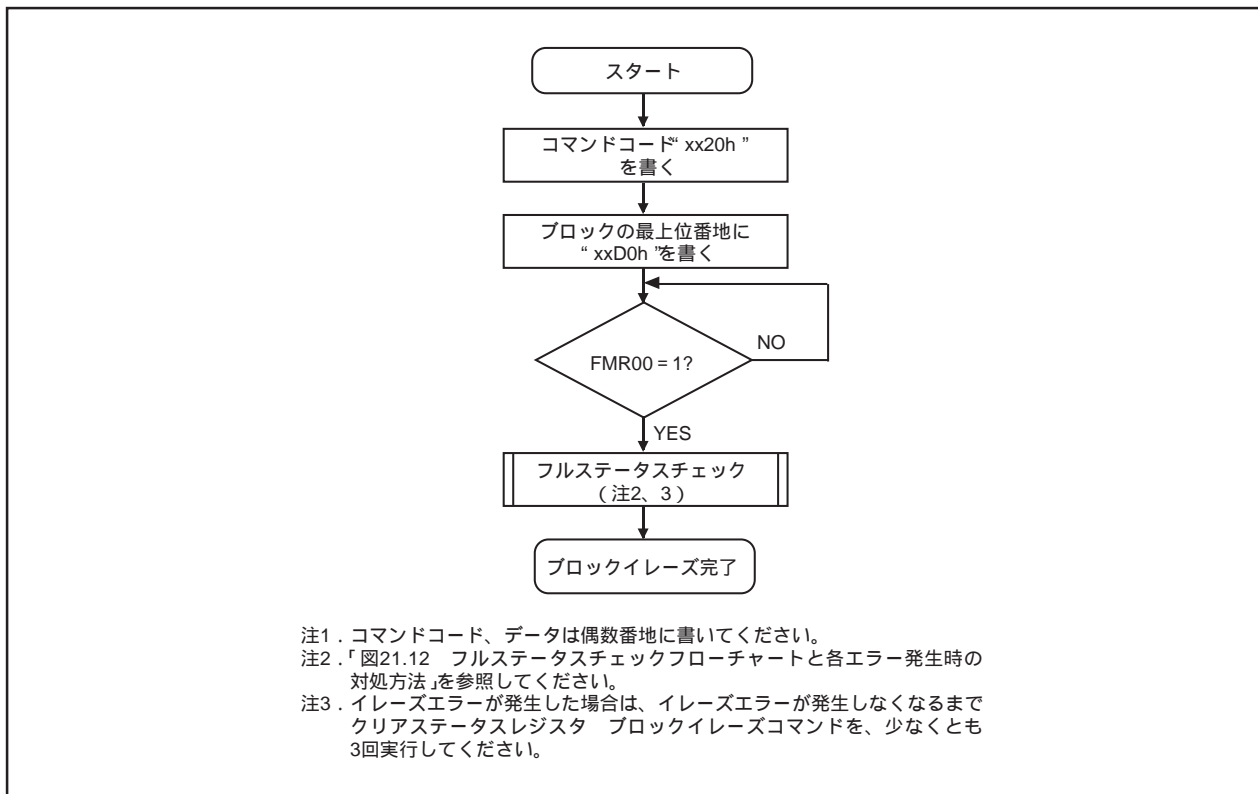 スタート
コマンドコード“ xx20h ”
を書く
ブロックの最上位番地に
“ xxD0h ”を書く
NO
FMR00 = 1?
YES
フルステータスチェック
（注2、3）
ブロックイレーズ完了
注1．コマンドコード、データは偶数番地に書いてください。
注2．「図21.12　フルステータスチェックフローチャートと各エラー発生時の
対処方法」を参照してください。
注3．イレーズエラーが発生した場合は、イレーズエラーが発生しなくなるまで
クリアステータスレジスタ　ブロックイレーズコマンドを、少なくとも
3回実行してください。